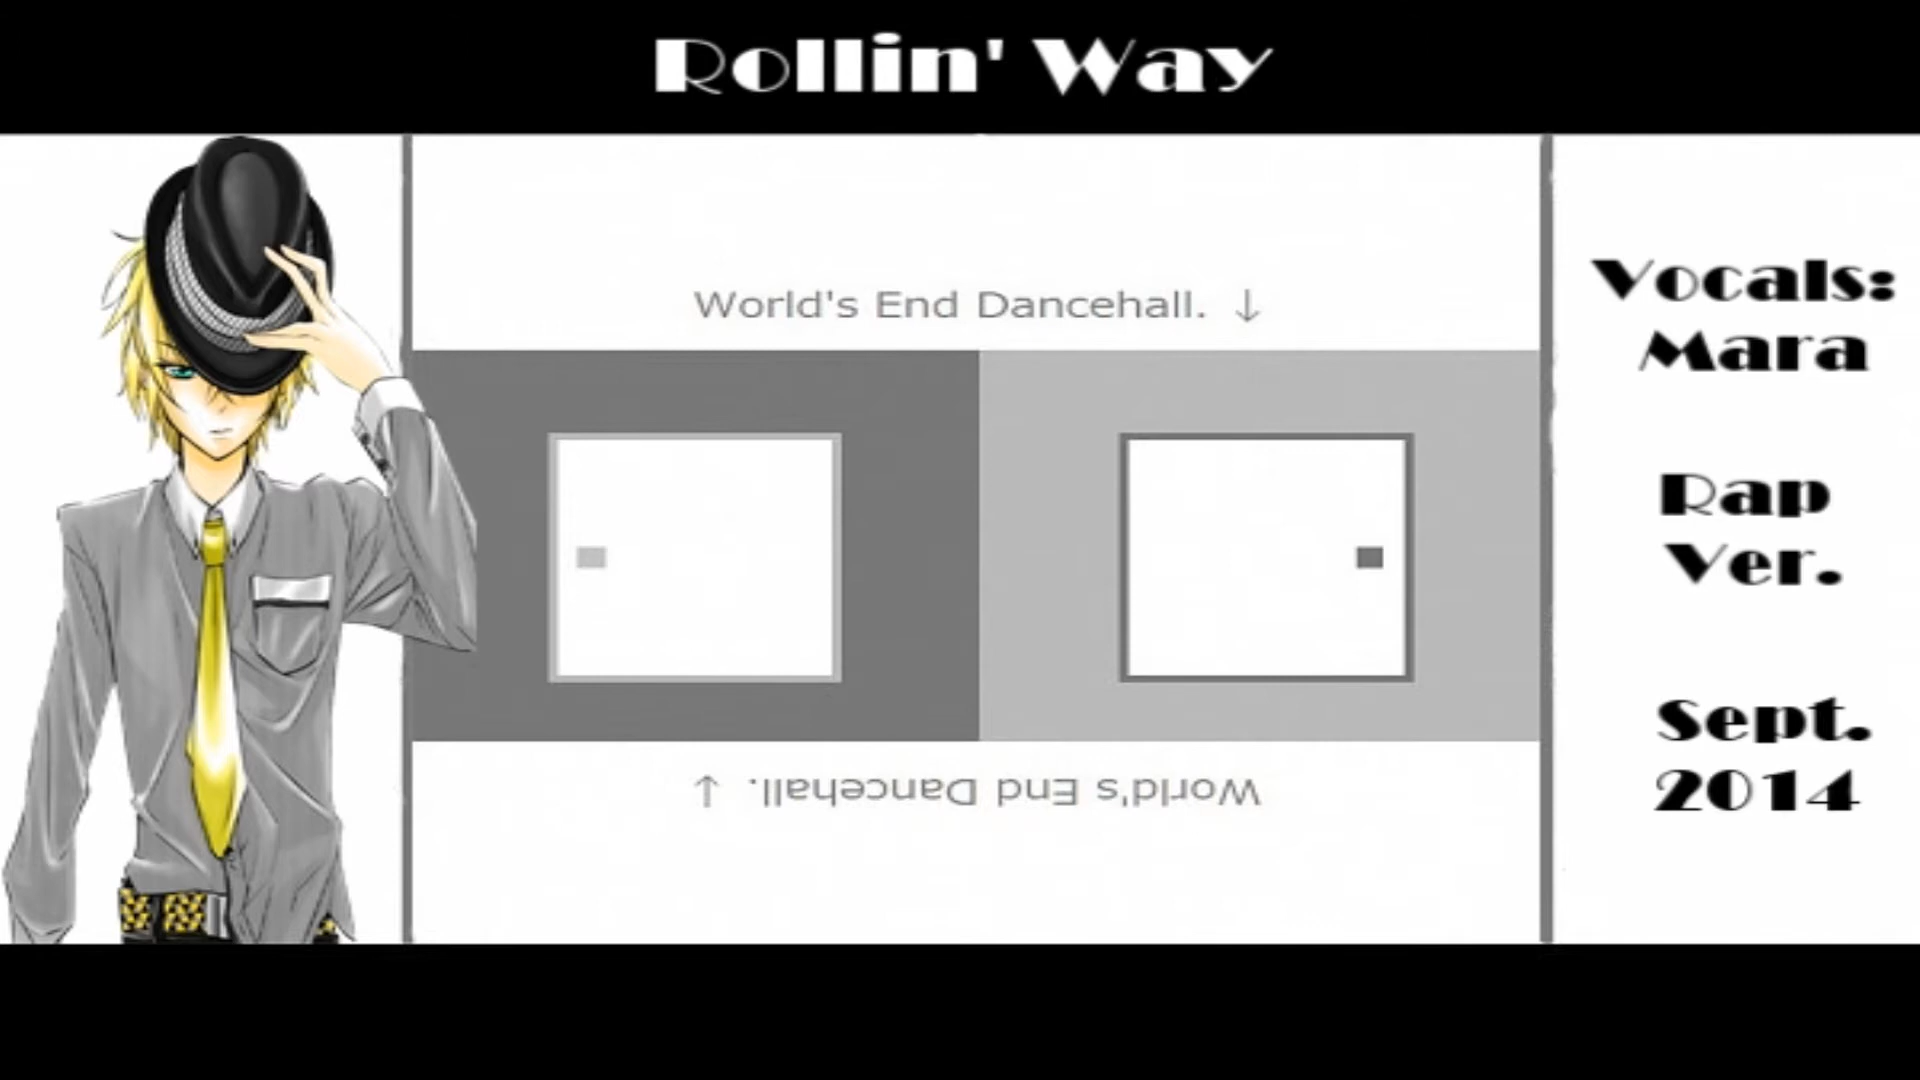 Rollin' Way
World's End Dancehall. ↓
World's End Dancehall. ↓
Vocals:
Mara
Rap
Ver.
Sept.
2014